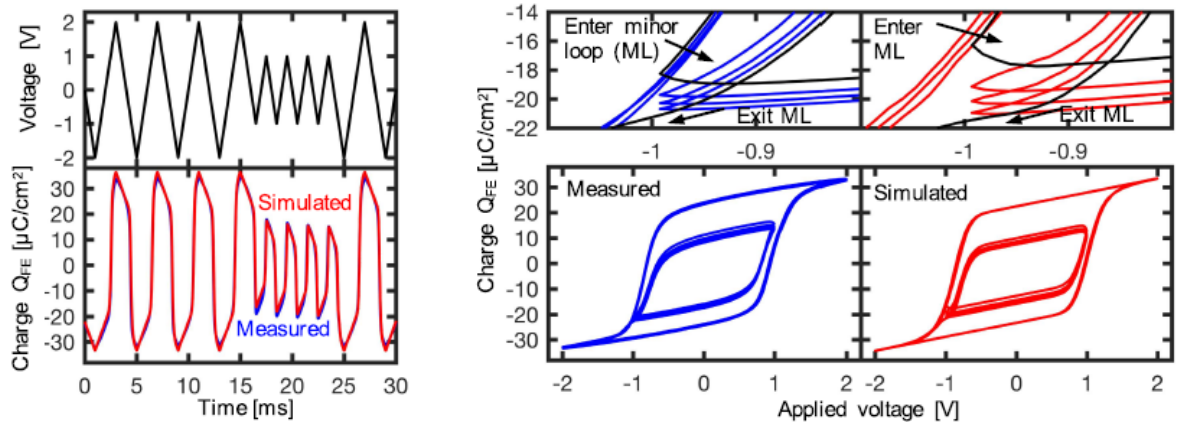 Voltage [V]
2
1
0
-1
-2
Charge Q_FE [µC/cm²]
30
20
10
0
-10
-20
-30
Simulated
Measured
0 5 10 15 20 25 30
Time [ms]
Charge Q_FE [µC/cm²]
-14
-16
-18
-20
-22
Enter minor
loop (ML)
Exit ML
Enter
ML
Exit ML
-1 -0.9 -1 -0.9
30
20
10
0
-10
-20
-30
Measured
Simulated
-2 -1 0 1 2 -1 0 1 2
Applied voltage [V]